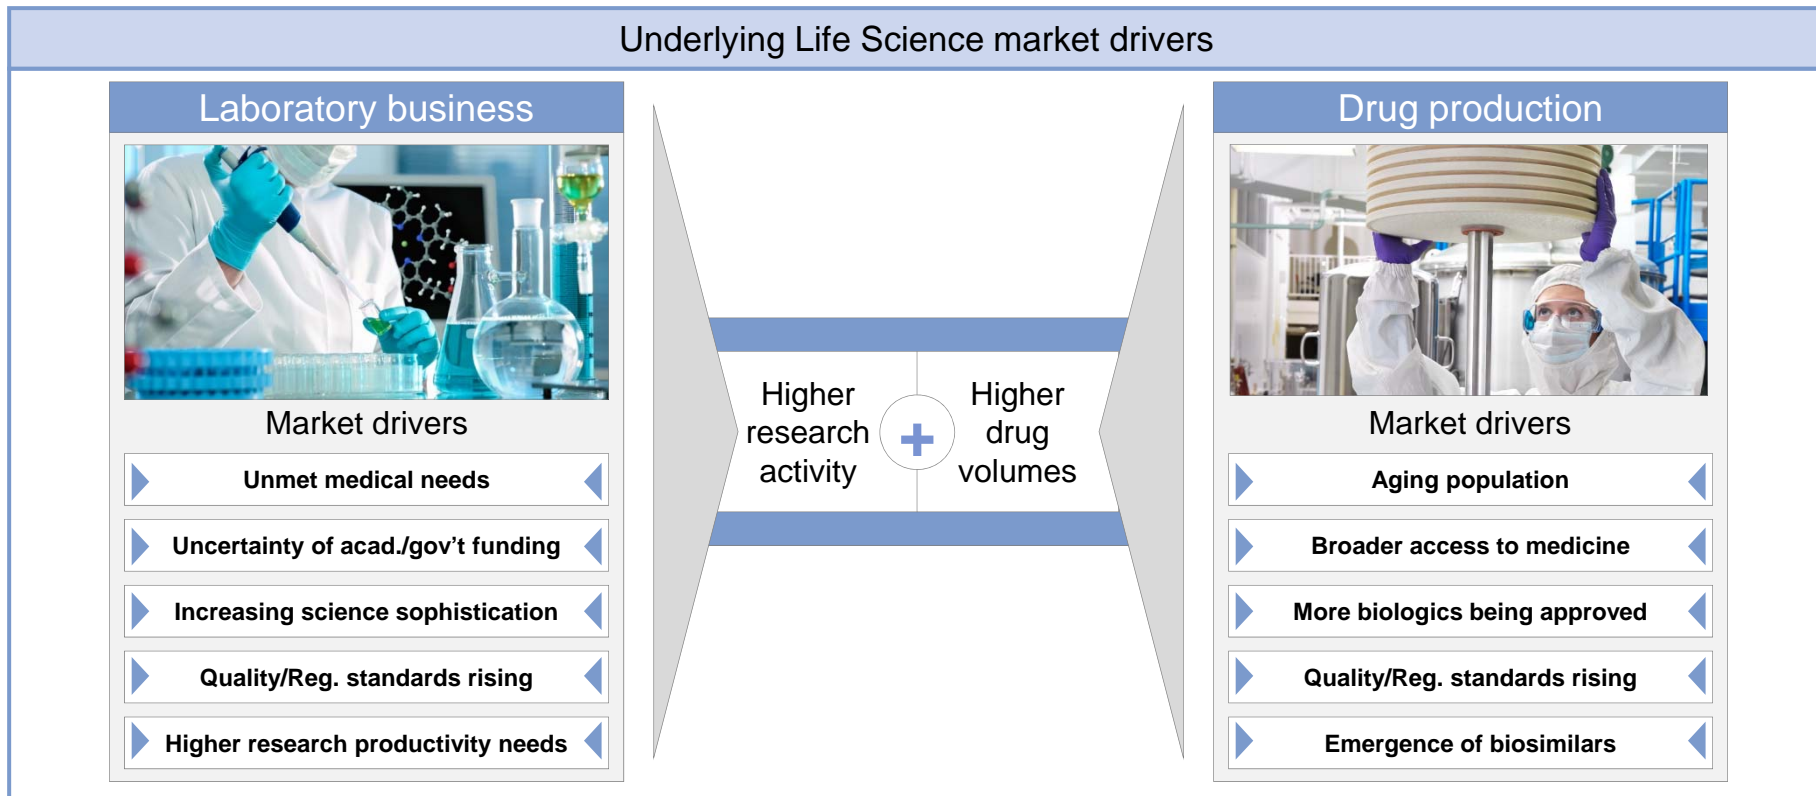 Underlying Life Science market drivers
Laboratory business
Market drivers
Unmet medical needs
Uncertainty of acad./gov’t funding
Increasing science sophistication
Quality/Reg. standards rising
Higher research productivity needs
Higher
research
activity
+
Higher
drug
volumes
Drug production
Market drivers
Aging population
Broader access to medicine
More biologics being approved
Quality/Reg. standards rising
Emergence of biosimilars